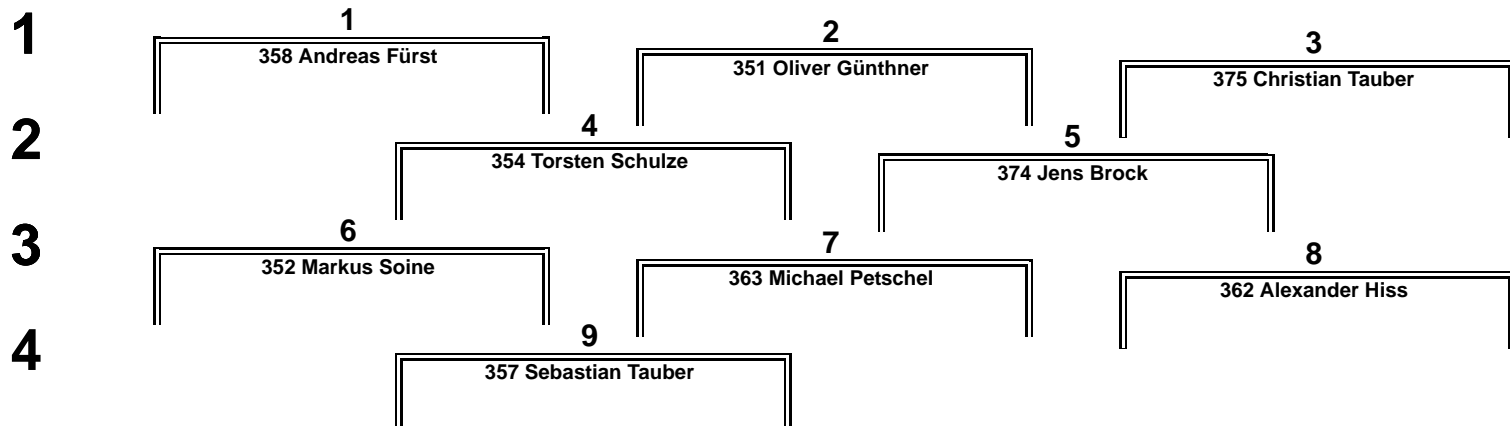 1
1
358 Andreas Fürst
2
351 Oliver Günthner
3
375 Christian Tauber
2
4
354 Torsten Schulze
5
374 Jens Brock
3
6
352 Markus Soine
7
363 Michael Petschel
8
362 Alexander Hiss
4
9
357 Sebastian Tauber